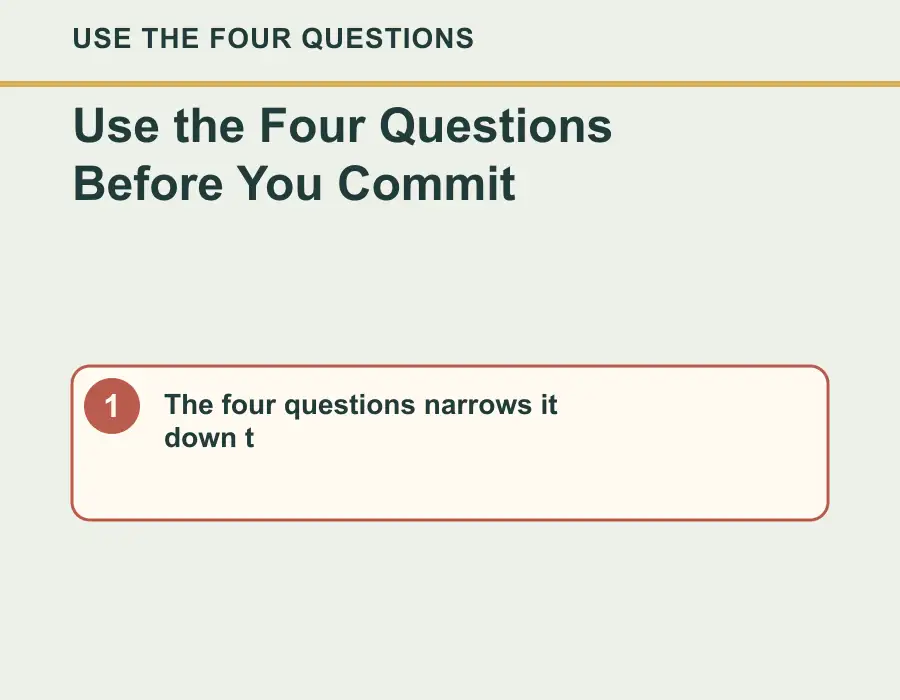 USE THE FOUR QUESTIONS
Use the Four Questions
Before You Commit
1
The four questions narrows it
down t